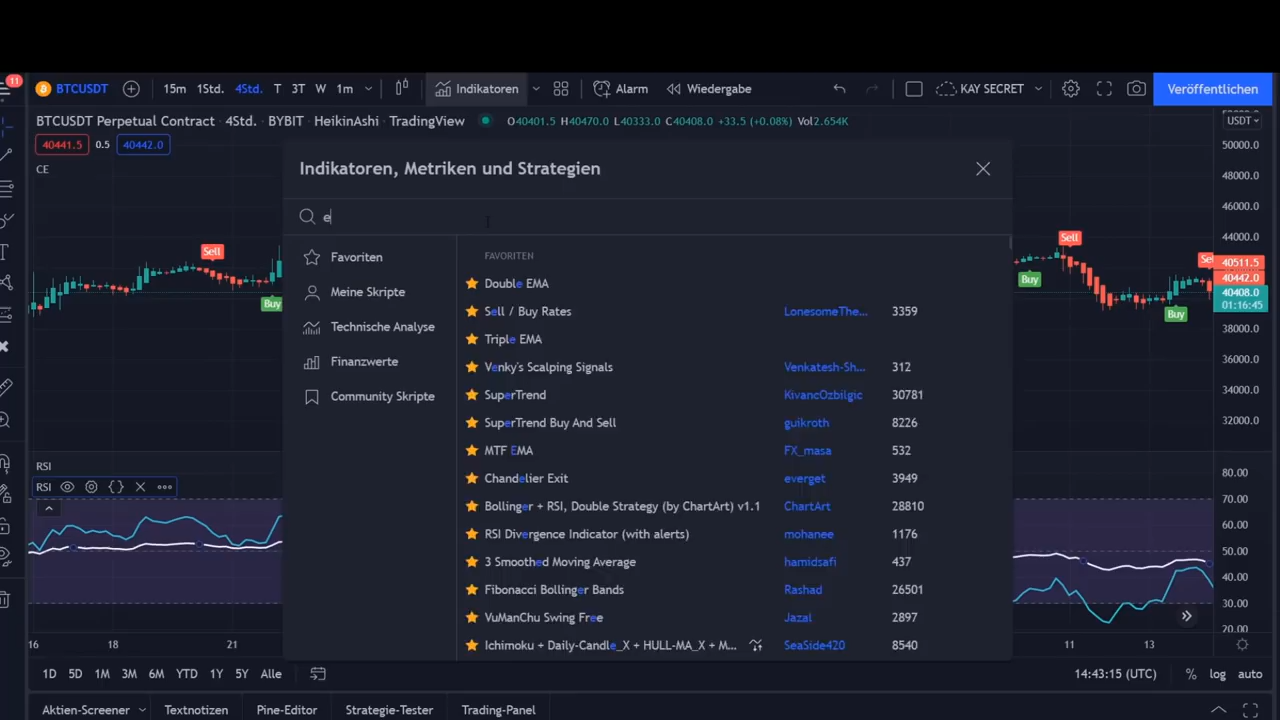 11
BTCUSDT 15m 1Std. 4Std. T 3T W 1m Indikatoren Alarm Wiedergabe KAY SECRET Veröffentlichen
BTCUSDT Perpetual Contract · 4Std. · BYBIT · HeikinAshi · TradingView O40401.5 H40470.0 L40333.0 C40408.0 +33.5 (+0.08%) Vol2.654K USDT
40441.5 0.5 42442.0
CE
Indikatoren, Metriken und Strategien
e
Favoriten
Meine Skripte
Technische Analyse
Finanzwerte
Community Skripte
FAVORITEN
Double EMA
Sell / Buy Rates LonesomeThe... 3359
Triple EMA
Venky's Scalping Signals Venkatesh-Sh... 312
SuperTrend KivancOzbilgic 30781
SuperTrend Buy And Sell guikroth 8226
MTF EMA FX_masa 532
Chandelier Exit everget 3949
Bollinger + RSI, Double Strategy (by ChartArt) v1.1 ChartArt 28810
RSI Divergence Indicator (with alerts) mohanee 1176
3 Smoothed Moving Average hamidsafi 437
Fibonacci Bollinger Bands Rashad 26501
VuManChu Swing Free Jazal 2897
Ichimoku + Daily-Candle_X + HULL-MA_X + M... SeaSide420 8540
Sell
Buy
Sell
Buy
Buy
Se
50000.0
48000.0
46000.0
44000.0
40511.5
40442.0
40408.0
01:16:45
38000.0
36000.0
34000.0
32000.0
RSI
RSI
80.00
70.00
60.00
50.00
40.00
30.00
20.00
16 18 21 11 13
1D 5D 1M 3M 6M YTD 1Y 5Y Alle 14:43:15 (UTC) % log auto
Aktien-Screener Textnotizen Pine-Editor Strategie-Tester Trading-Panel